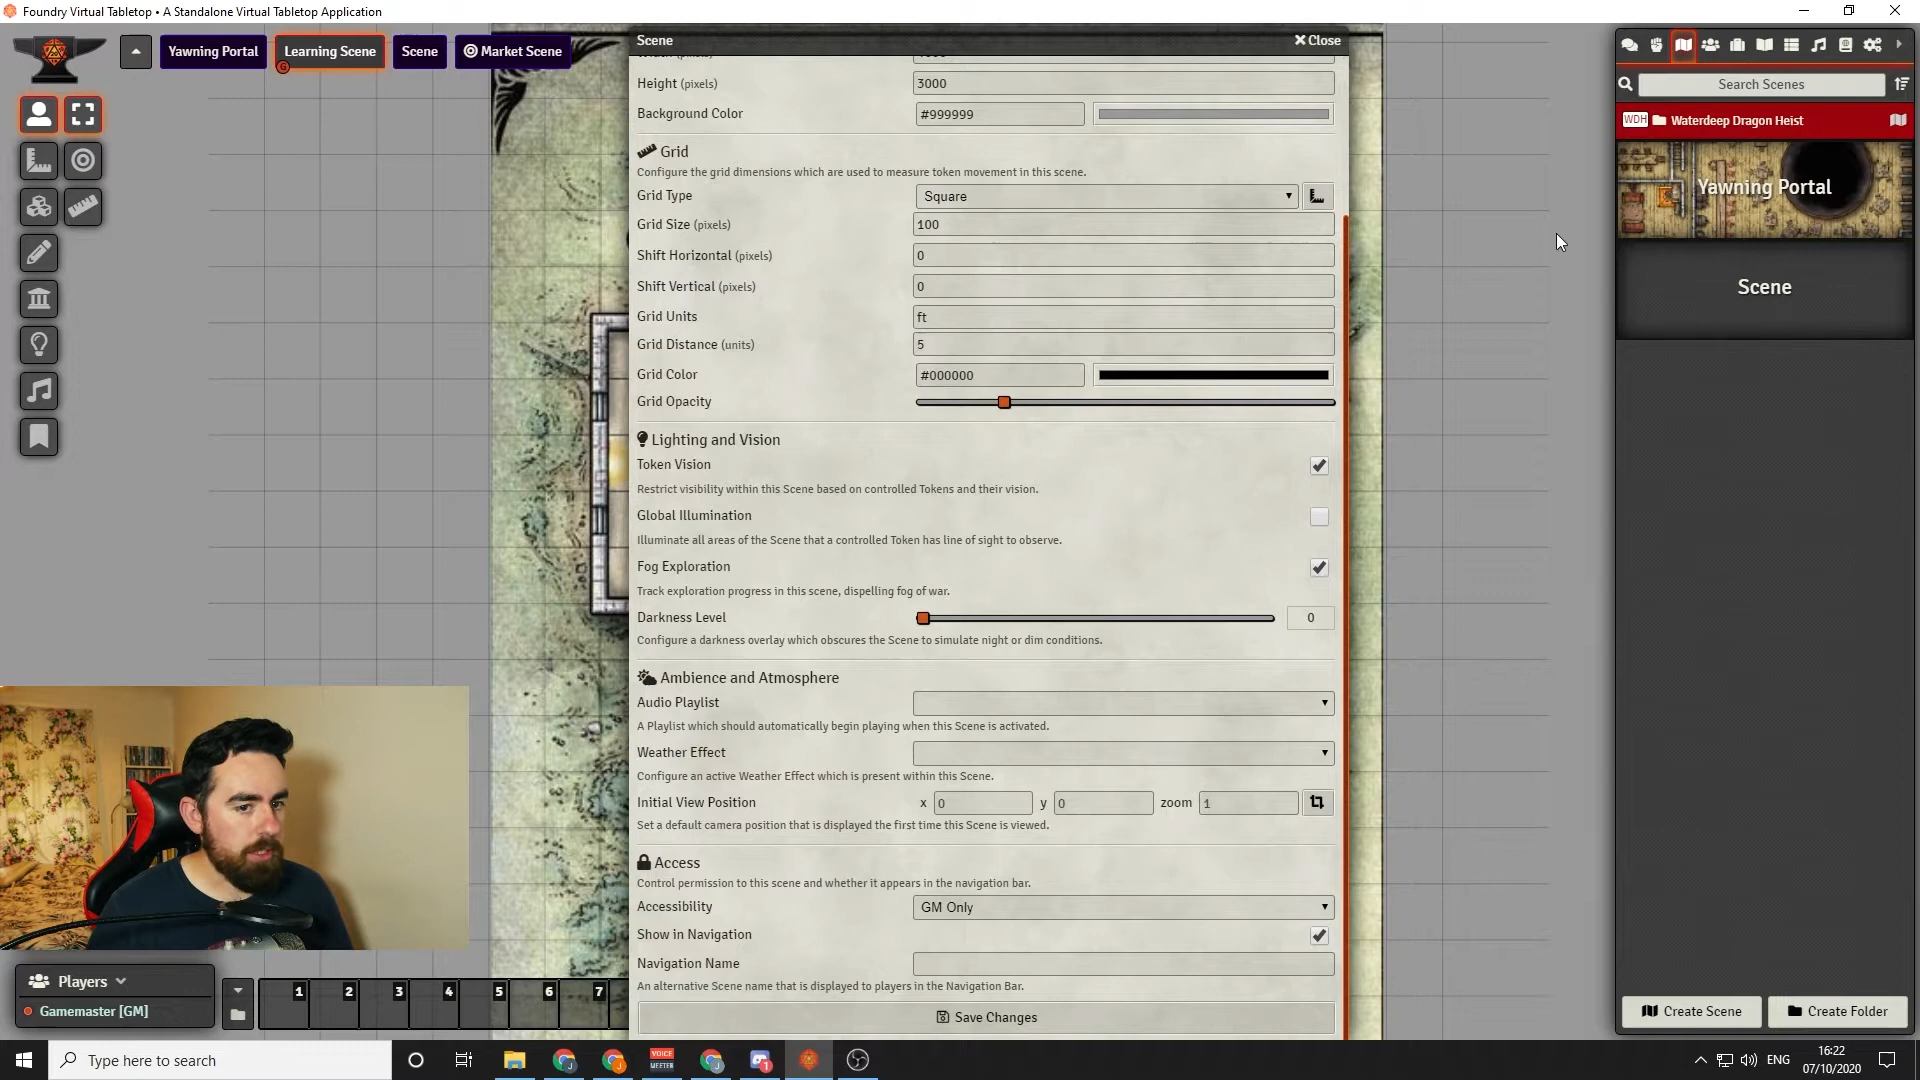 Foundry Virtual Tabletop • A Standalone Virtual Tabletop Application
Yawning Portal
Learning Scene
G
Scene
Market Scene
Scene
Close
Height (pixels)
3000
Background Color
#999999
Grid
Configure the grid dimensions which are used to measure token movement in this scene.
Grid Type
Square
Grid Size (pixels)
100
Shift Horizontal (pixels)
0
Shift Vertical (pixels)
0
Grid Units
ft
Grid Distance (units)
5
Grid Color
#000000
Grid Opacity
Lighting and Vision
Token Vision
Restrict visibility within this Scene based on controlled Tokens and their vision.
Global Illumination
Illuminate all areas of the Scene that a controlled Token has line of sight to observe.
Fog Exploration
Track exploration progress in this scene, dispelling fog of war.
Darkness Level
0
Configure a darkness overlay which obscures the Scene to simulate night or dim conditions.
Ambience and Atmosphere
Audio Playlist
A Playlist which should automatically begin playing when this Scene is activated.
Weather Effect
Configure an active Weather Effect which is present within this Scene.
Initial View Position x 0 y 0 zoom 1
Set a default camera position that is displayed the first time this Scene is viewed.
Access
Control permission to this scene and whether it appears in the navigation bar.
Accessibility
GM Only
Show in Navigation
Navigation Name
An alternative Scene name that is displayed to players in the Navigation Bar.
Save Changes
Search Scenes
WDH Waterdeep Dragon Heist
Yawning Portal
Scene
Create Scene
Create Folder
Players
Gamemaster [GM]
1 2 3 4 5 6 7
Type here to search
VOICE
MEETER
1
ENG
16:22
07/10/2020